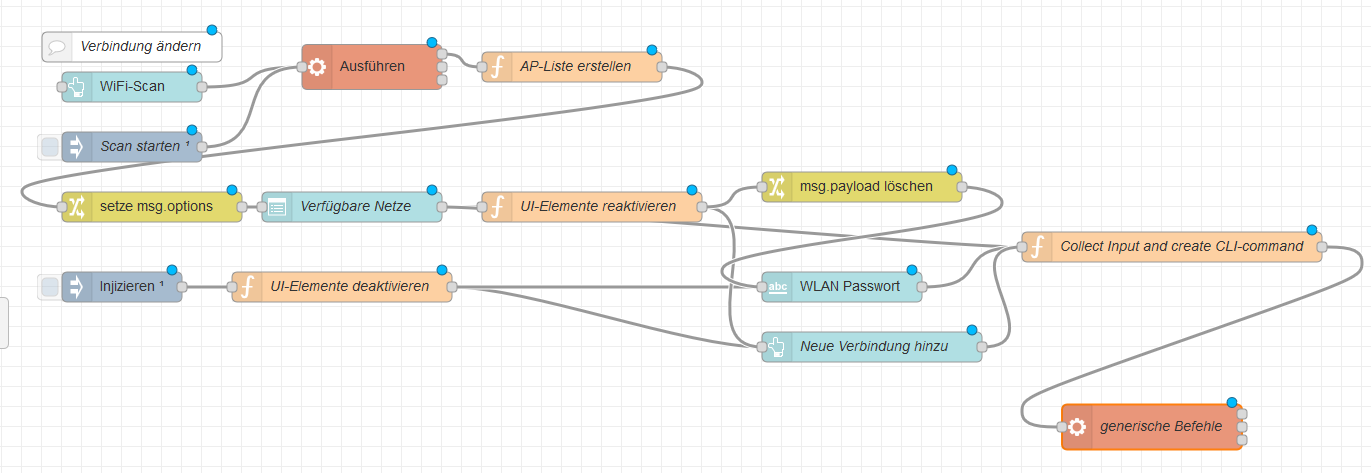 Verbindung ändern
Ausführen
AP-Liste erstellen
WiFi-Scan
Scan starten ¹
setze msg.options
Verfügbare Netze
UI-Elemente reaktivieren
msg.payload löschen
Collect Input and create CLI-command
Injizieren ¹
UI-Elemente deaktivieren
abc
WLAN Passwort
Neue Verbindung hinzu
generische Befehle